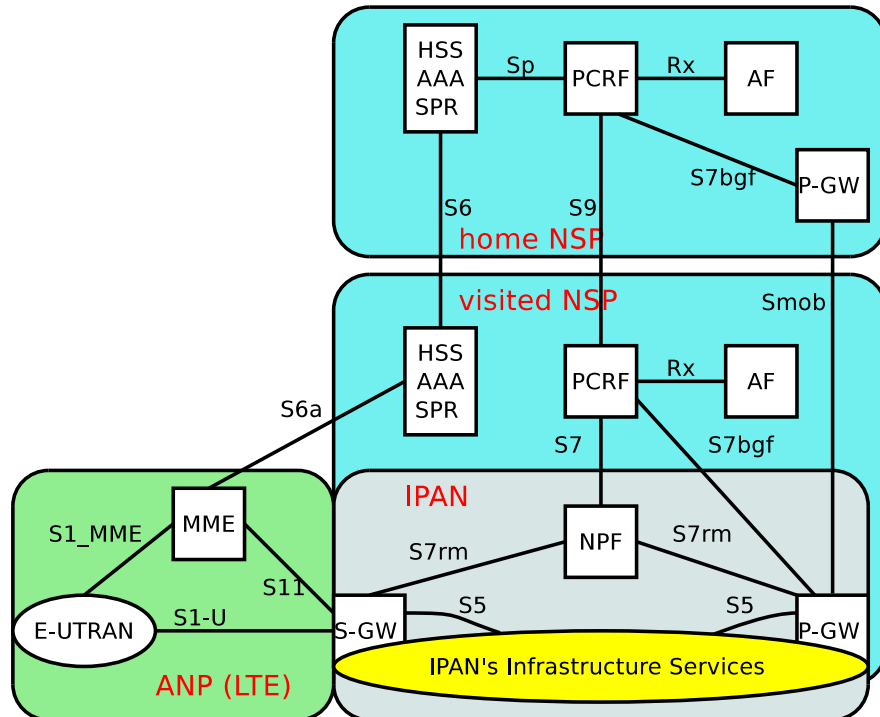 HSS
AAA
SPR
Sp
PCRF
Rx
AF
S7bgf
P-GW
S6
S9
home NSP
visited NSP
Smob
HSS
AAA
SPR
PCRF
Rx
AF
S6a
S7
S7bgf
IPAN
MME
S1_MME
NPF
S7rm
S7rm
S11
S1-U
S5
S5
E-UTRAN
S-GW
P-GW
IPAN's Infrastructure Services
ANP (LTE)